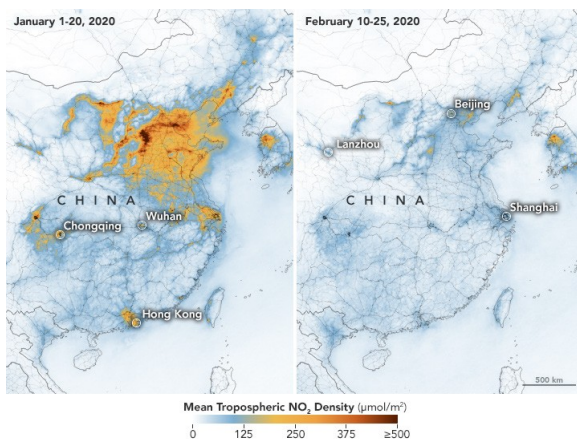 January 1-20, 2020
February 10-25, 2020
Beijing
Lanzhou
CHINA
CHINA
Chongqing
Wuhan
Shanghai
Hong Kong
500 km
Mean Tropospheric NO₂ Density (μmol/m²)
0 125 250 375 ≥500